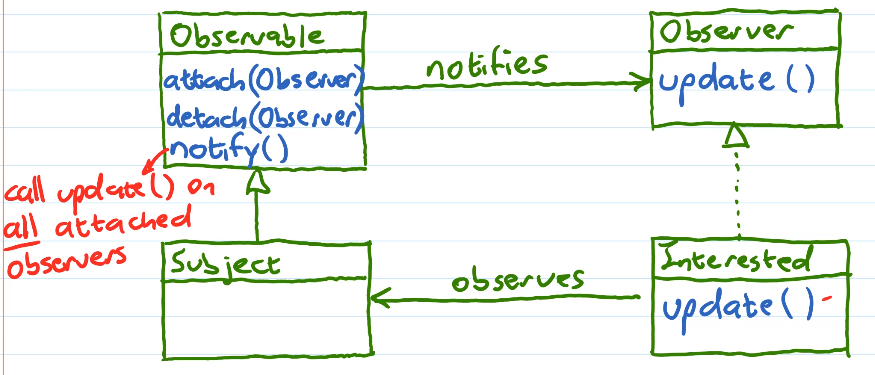 Observable
attach(Observer)
detach(Observer)
notify()
call update() on
all attached
observers
notifies
Observer
update()
Subject
observes
Interested
update()